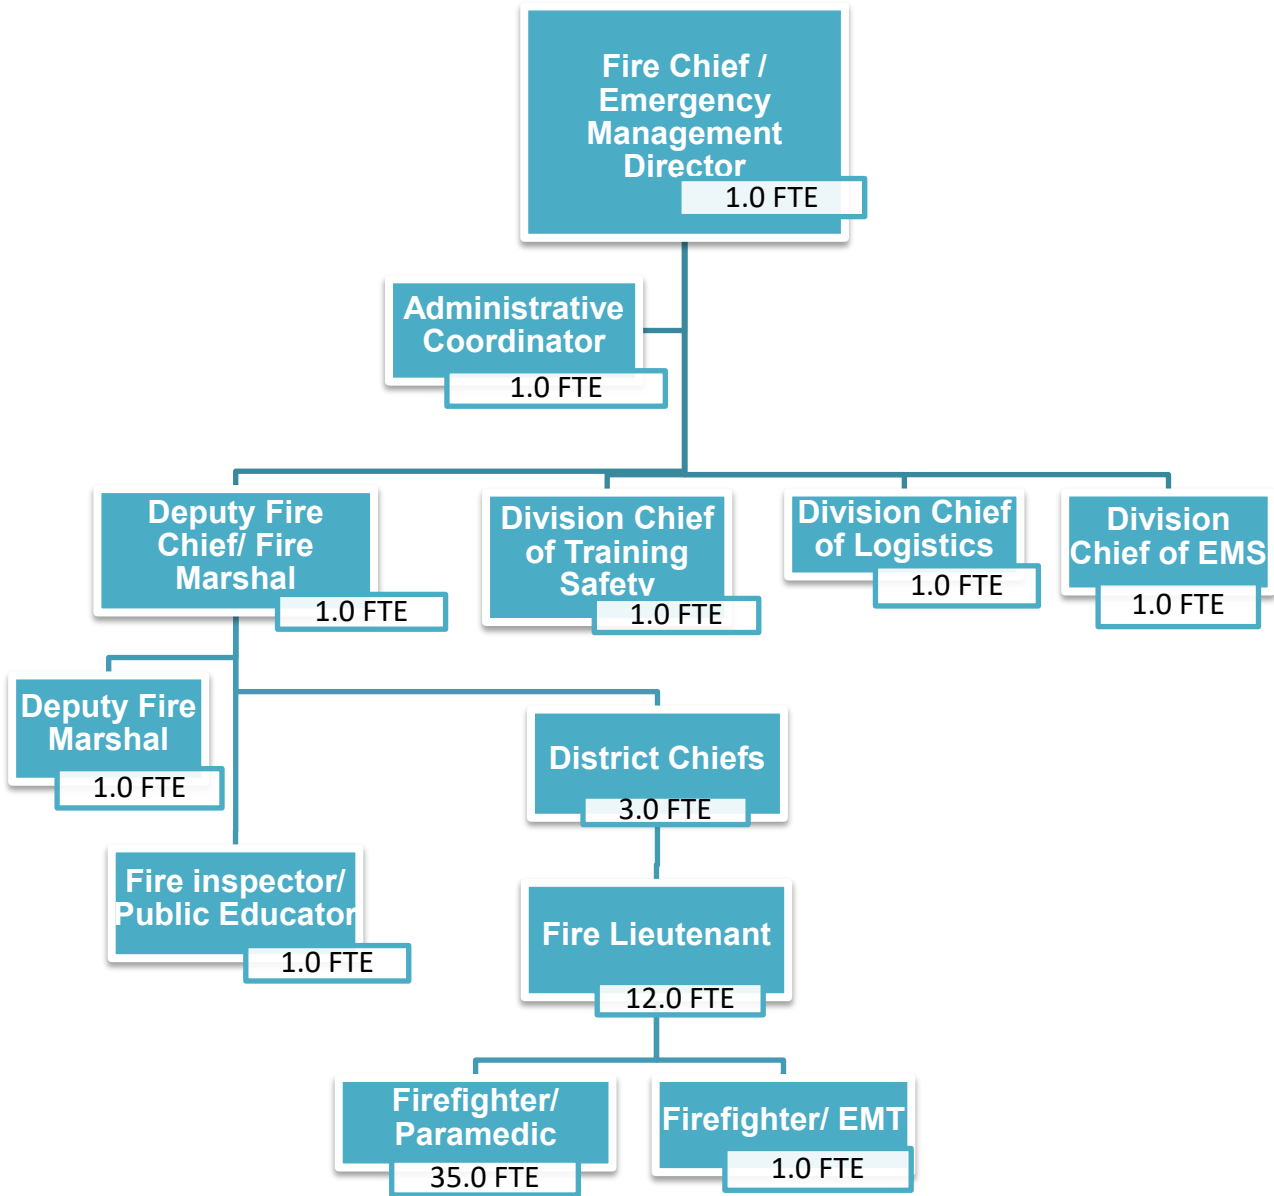 Fire Chief /
Emergency
Management
Director
1.0 FTE
Administrative
Coordinator
1.0 FTE
Deputy Fire
Chief/ Fire
Marshal
1.0 FTE
Division Chief
of Training
Safety
1.0 FTE
Division Chief
of Logistics
1.0 FTE
Division
Chief of EMS
1.0 FTE
Deputy Fire
Marshal
1.0 FTE
District Chiefs
3.0 FTE
Fire inspector/
Public Educator
1.0 FTE
Fire Lieutenant
12.0 FTE
Firefighter/
Paramedic
35.0 FTE
Firefighter/ EMT
1.0 FTE